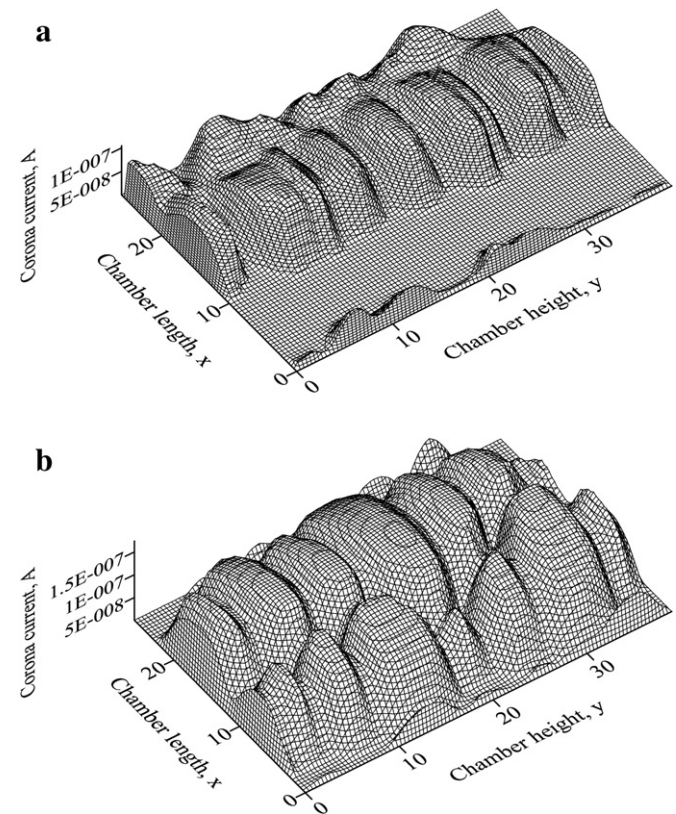 a
Corona current, A
1E-007
5E-008
20
10
0
Chamber length, x
0
10
20
30
Chamber height, y
b
Corona current, A
1.5E-007
1E-007
5E-008
20
10
0
Chamber length, x
0
10
20
30
Chamber height, y